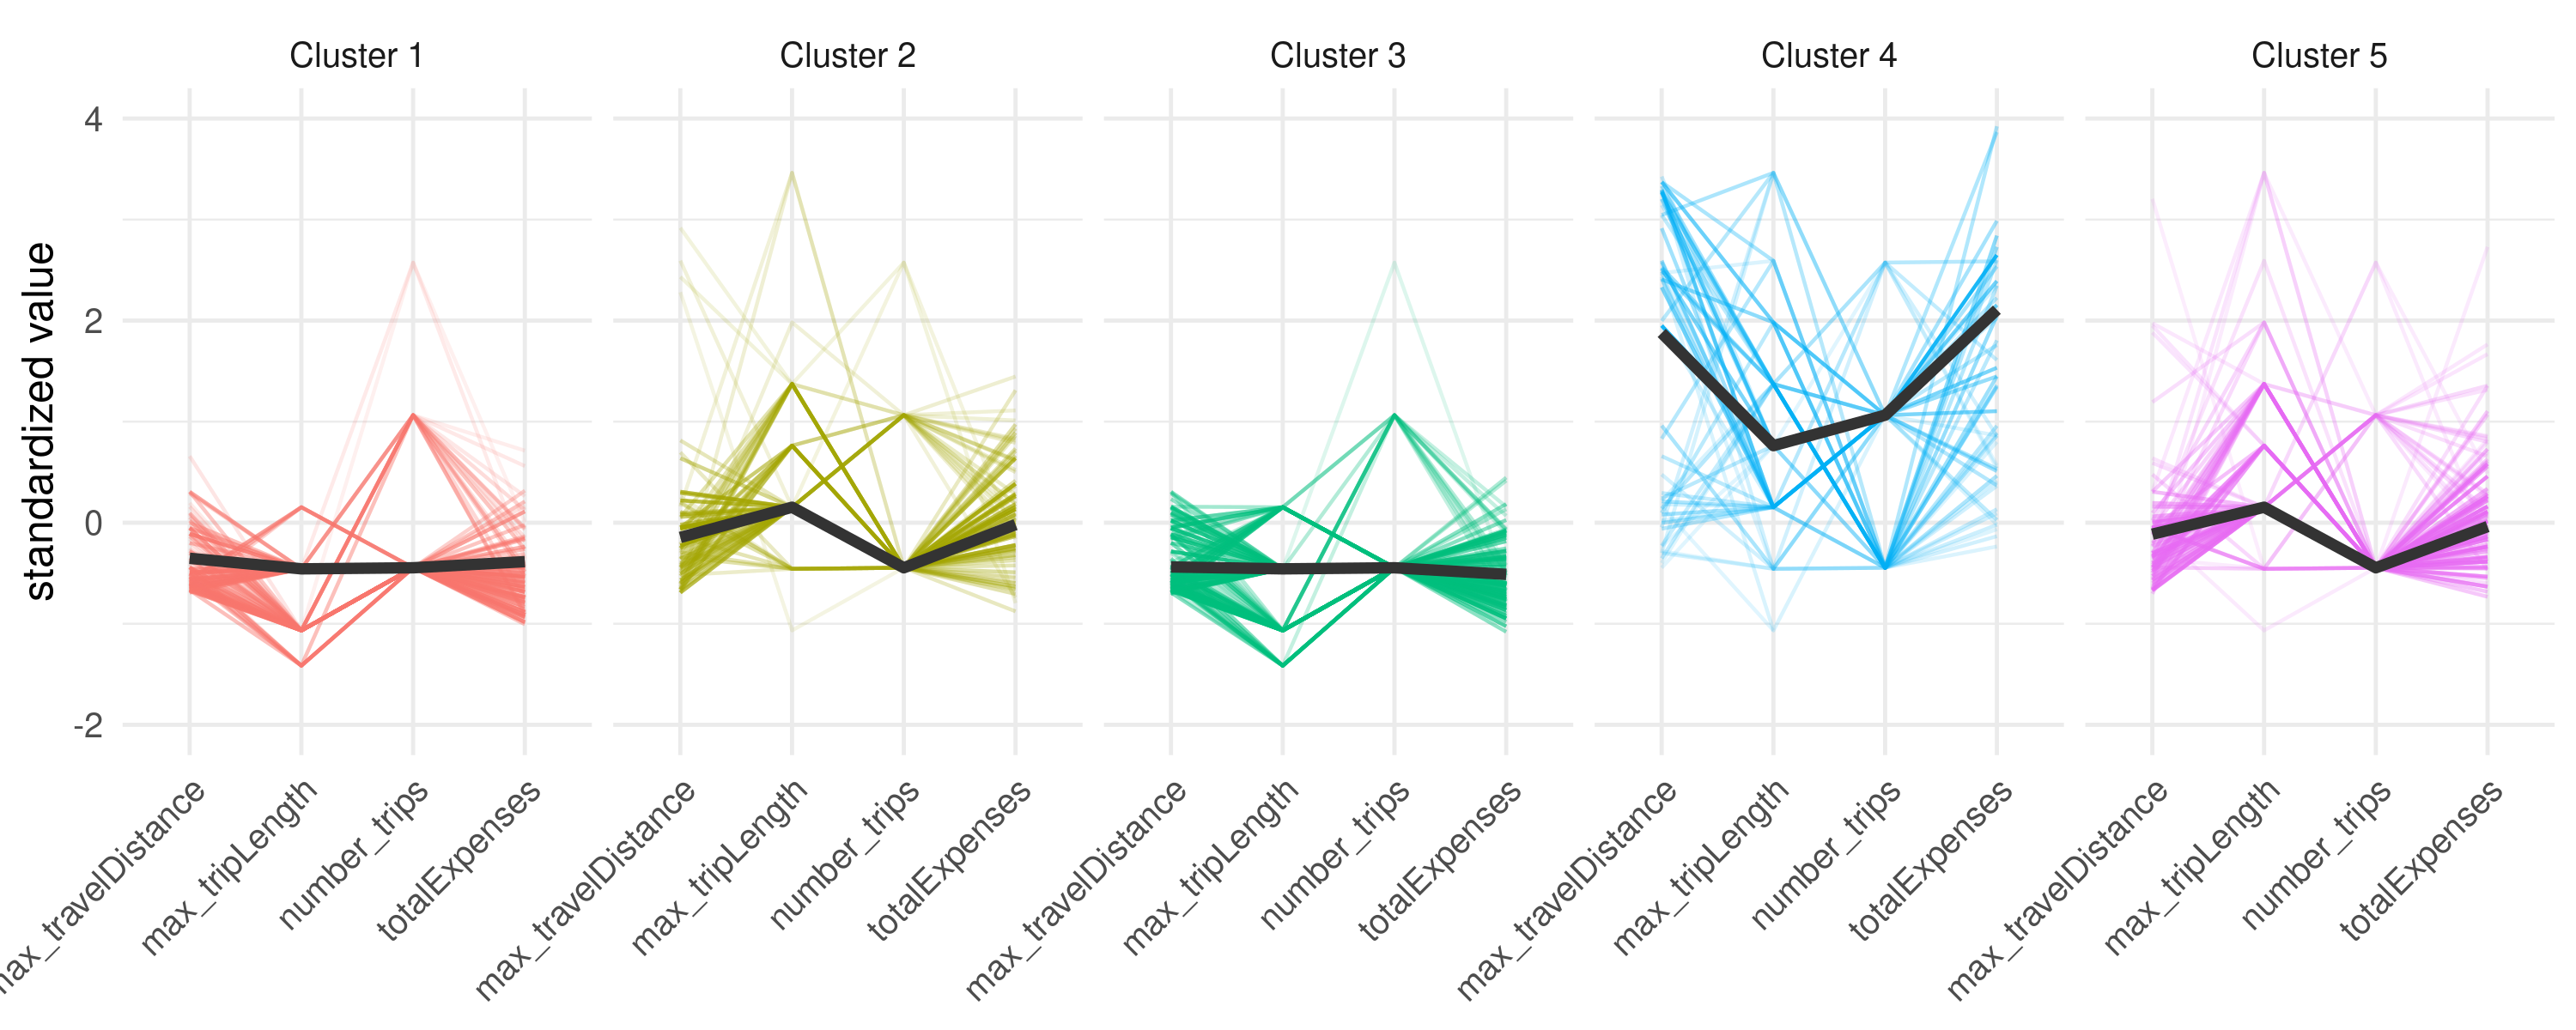 Cluster 1
Cluster 2
Cluster 3
Cluster 4
Cluster 5
standardized value
4
2
0
-2
max_travelDistance
max_tripLength
number_trips
totalExpenses
max_travelDistance
max_tripLength
number_trips
totalExpenses
max_travelDistance
max_tripLength
number_trips
totalExpenses
max_travelDistance
max_tripLength
number_trips
totalExpenses
max_travelDistance
max_tripLength
number_trips
totalExpenses